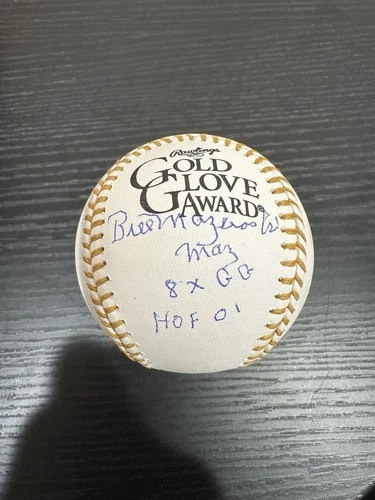 Rawlings
GOLD
GLOVE
AWARD®
Bill Mazeroski
Maz
8 x GG
HOF 01